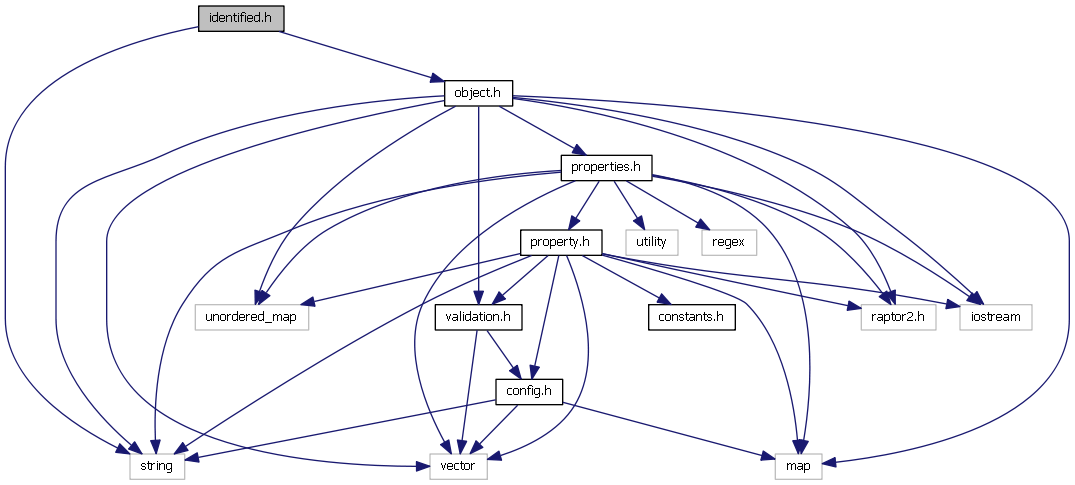 identified.h
object.h
properties.h
property.h
utility
regex
unordered_map
validation.h
constants.h
raptor2.h
iostream
config.h
string
vector
map